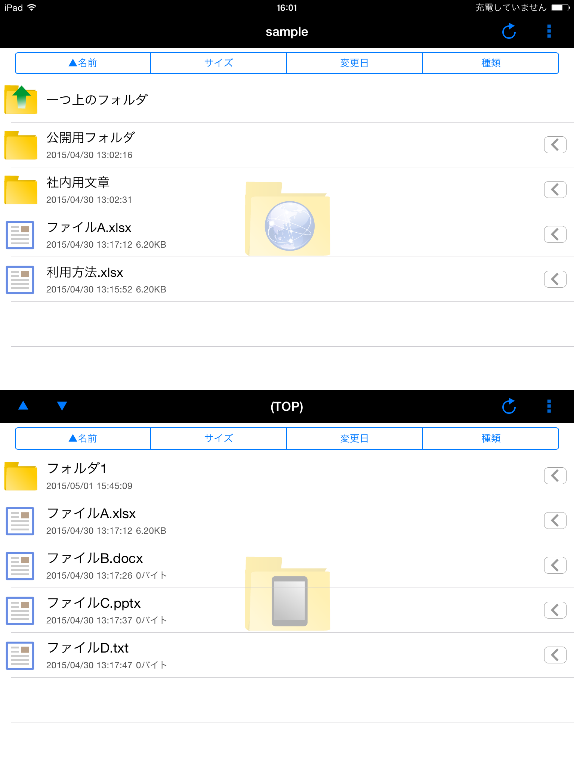 iPad 16:01 充電していません
sample
▲名前 サイズ 変更日 種類
一つ上のフォルダ
公開用フォルダ
2015/04/30 13:02:16
社内用文章
2015/04/30 13:02:31
ファイルA.xlsx
2015/04/30 13:17:12 6.20KB
利用方法.xlsx
2015/04/30 13:15:52 6.20KB
▲ ▼ (TOP)
▲名前 サイズ 変更日 種類
フォルダ1
2015/05/01 15:45:09
ファイルA.xlsx
2015/04/30 13:17:12 6.20KB
ファイルB.docx
2015/04/30 13:17:26 0バイト
ファイルC.pptx
2015/04/30 13:17:37 0バイト
ファイルD.txt
2015/04/30 13:17:47 0バイト